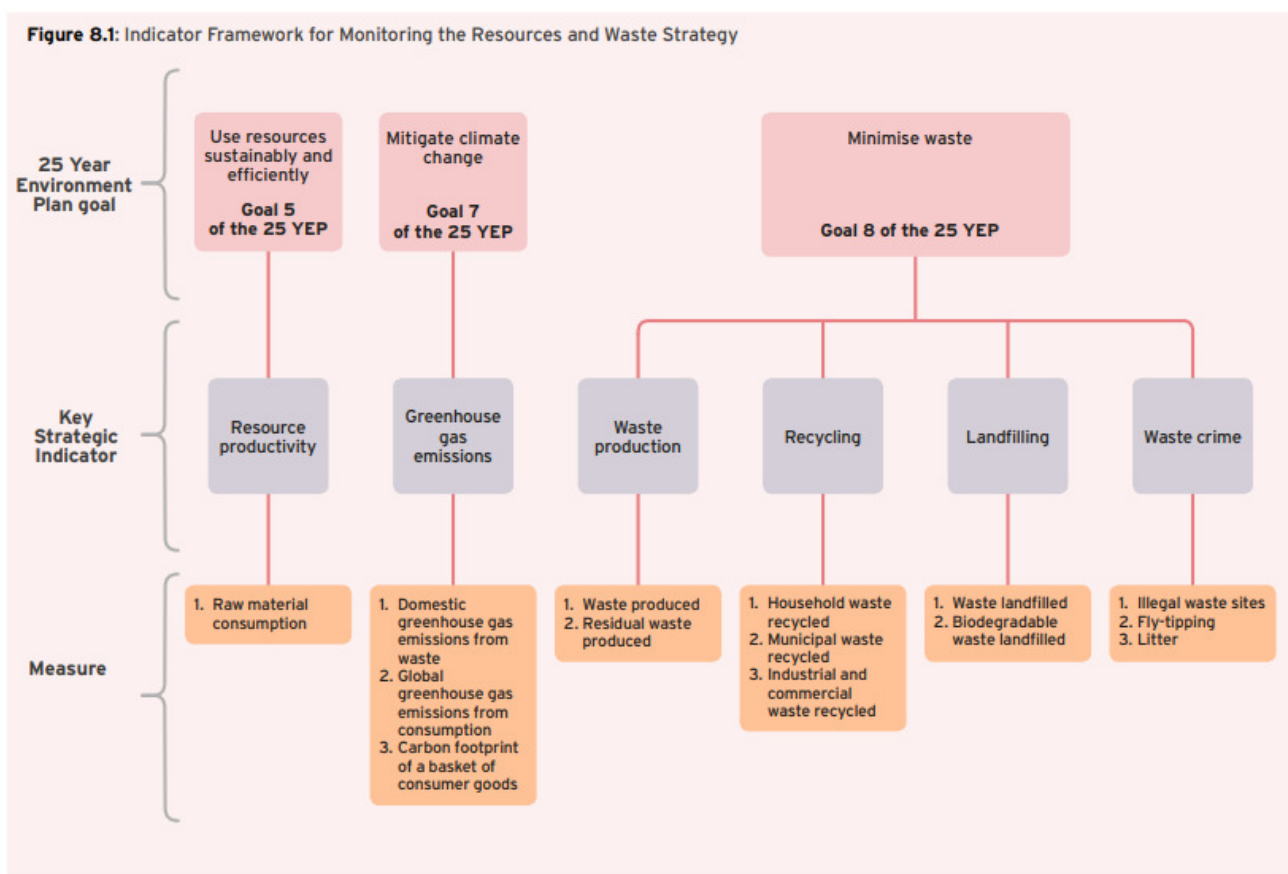 Figure 8.1: Indicator Framework for Monitoring the Resources and Waste Strategy
25 Year
Environment
Plan goal
Use resources
sustainably and
efficiently
Goal 5
of the 25 YEP
Mitigate climate
change
Goal 7
of the 25 YEP
Minimise waste
Goal 8 of the 25 YEP
Key
Strategic
Indicator
Resource
productivity
Greenhouse
gas
emissions
Waste
production
Recycling
Landfilling
Waste crime
Measure
1. Raw material
consumption
1. Domestic
greenhouse gas
emissions from
waste
2. Global
greenhouse gas
emissions from
consumption
3. Carbon footprint
of a basket of
consumer goods
1. Waste produced
2. Residual waste
produced
1. Household waste
recycled
2. Municipal waste
recycled
3. Industrial and
commercial
waste recycled
1. Waste landfilled
2. Biodegradable
waste landfilled
1. Illegal waste sites
2. Fly-tipping
3. Litter